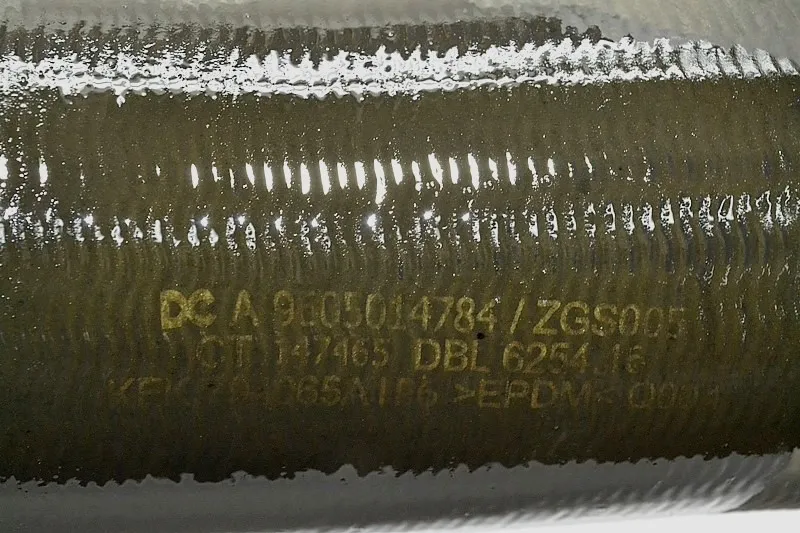 DC A 9605014784 / ZGS005
CT 147465 DBL 6254.16
>EPDM<